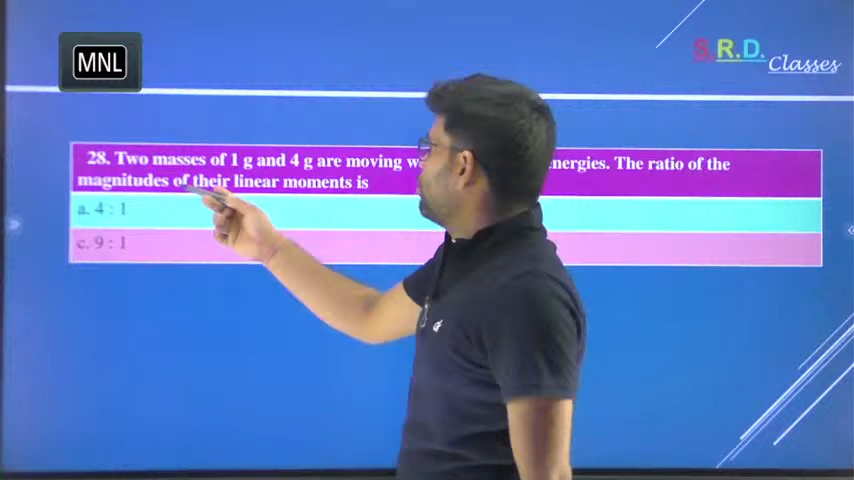 MNL
S.R.D.
Classes
28. Two masses of 1 g and 4 g are moving energies. The ratio of the
magnitudes of their linear moments is
a. 4 : 1
c. 9 : 1